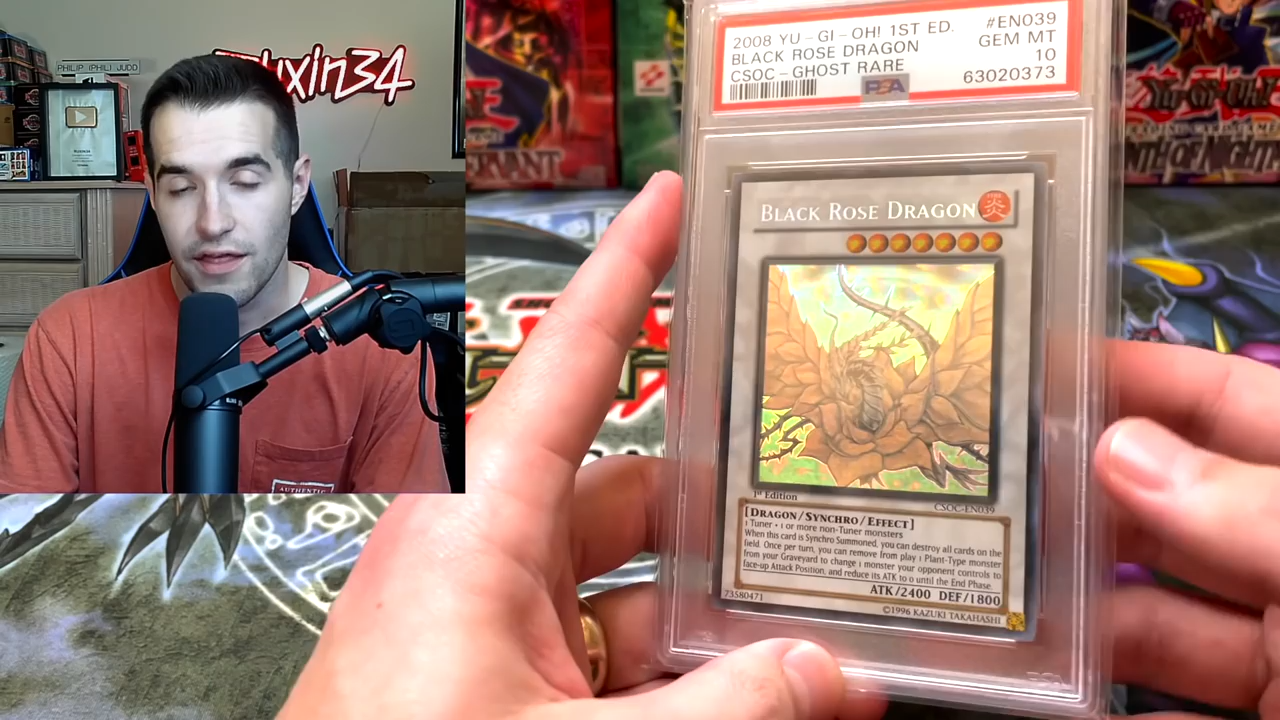 PHILIP (PHIL) JUDD
ruxin34
2008 YU-GI-OH! 1ST ED. #EN039
BLACK ROSE DRAGON GEM MT
CSOC-GHOST RARE 10
PSA 63020373
BLACK ROSE DRAGON
1st Edition
CSOC-EN039
[DRAGON/SYNCHRO/EFFECT]
1 Tuner + 1 or more non-Tuner monsters
When this card is Synchro Summoned, you can destroy all cards on the
field. Once per turn, you can remove from play 1 Plant-Type monster
from your Graveyard to change 1 monster your opponent controls to
face-up Attack Position, and reduce its ATK to 0 until the End Phase.
ATK/2400 DEF/1800
73580471
©1996 KAZUKI TAKAHASHI
AUTHENTIC